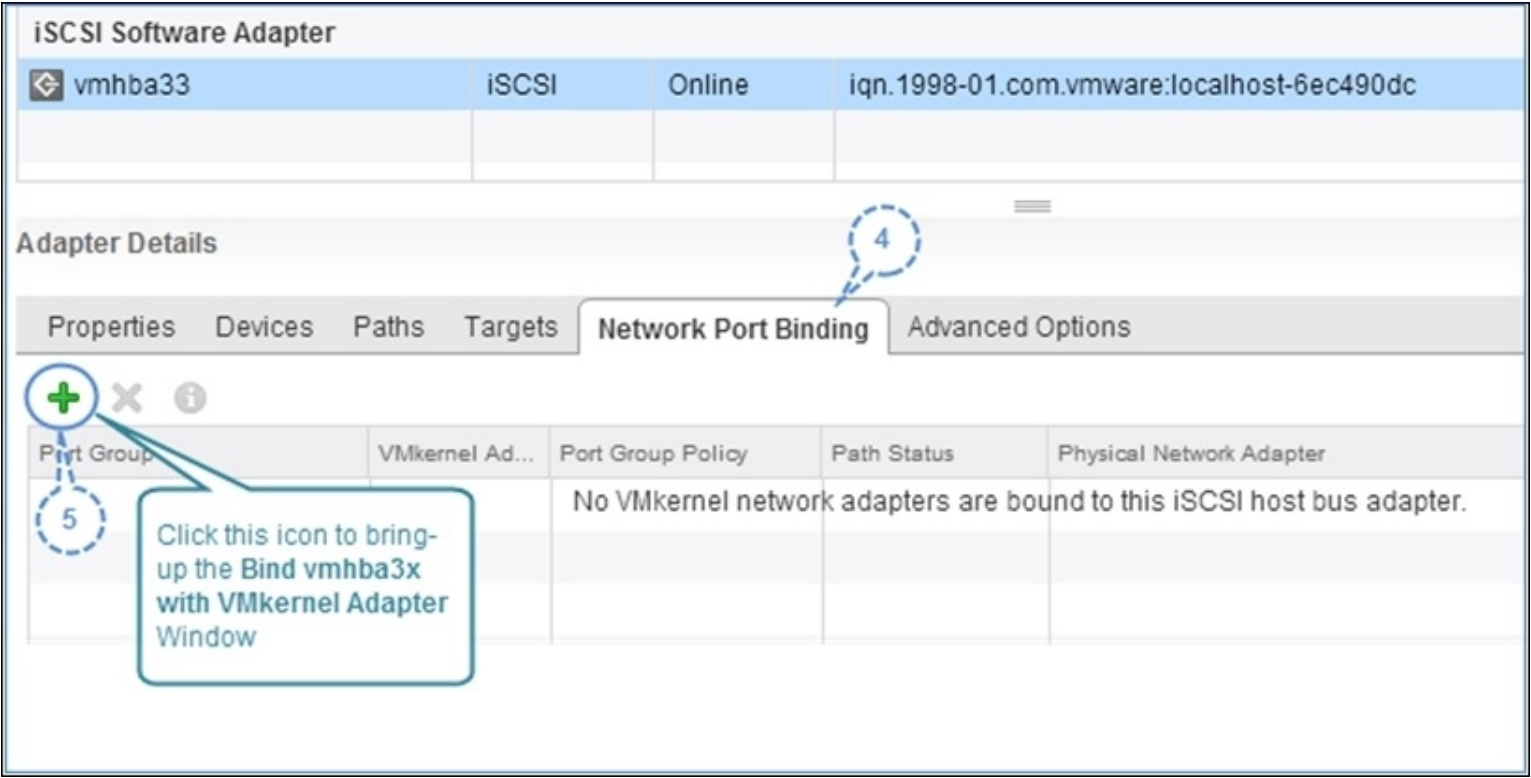 iSCSI Software Adapter
vmhba33 iSCSI Online iqn.1998-01.com.vmware:localhost-6ec490dc
Adapter Details
4
Properties Devices Paths Targets Network Port Binding Advanced Options
Port Group VMkernel Ad... Port Group Policy Path Status Physical Network Adapter
No VMkernel network adapters are bound to this iSCSI host bus adapter.
5
Click this icon to bring-
up the Bind vmhba3x
with VMkernel Adapter
Window